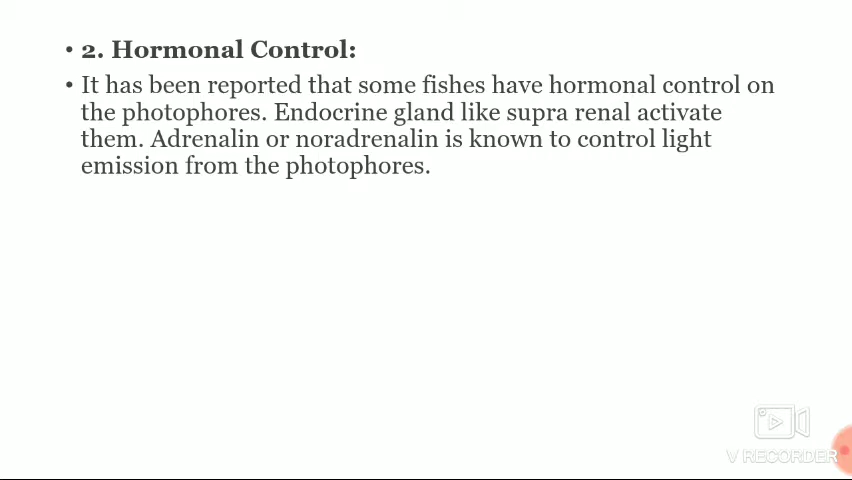 • 2. Hormonal Control:
• It has been reported that some fishes have hormonal control on
the photophores. Endocrine gland like supra renal activate
them. Adrenalin or noradrenalin is known to control light
emission from the photophores.
V RECORDER